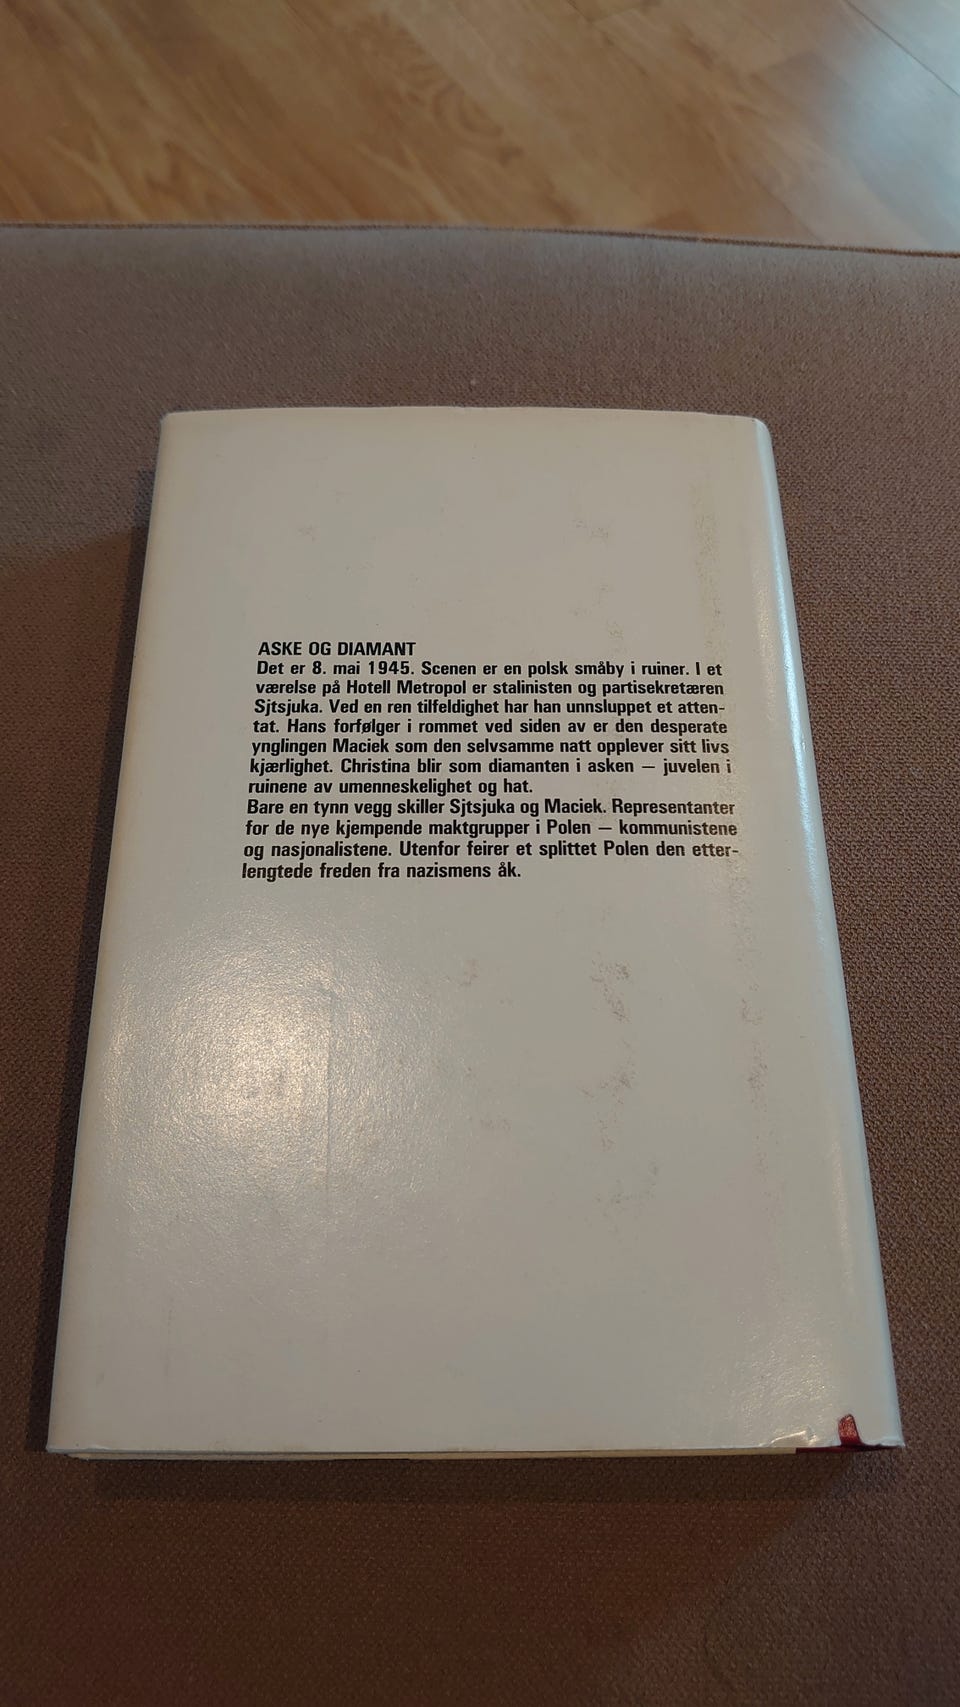 ASKE OG DIAMANT
Det er 8. mai 1945. Scenen er en polsk småby i ruiner. I et
værelse på Hotell Metropol er stalinisten og partisekretæren
Sjtsjuka. Ved en ren tilfeldighet har han unnsluppet et atten-
tat. Hans forfølger i rommet ved siden av er den desperate
ynglingen Maciek som den selvsamme natt opplever sitt livs
kjærlighet. Christina blir som diamanten i asken — juvelen i
ruinene av umenneskelighet og hat.
Bare en tynn vegg skiller Sjtsjuka og Maciek. Representanter
for de nye kjempende maktgrupper i Polen — kommunistene
og nasjonalistene. Utenfor feirer et splittet Polen den etter-
lengtede freden fra nazismens åk.